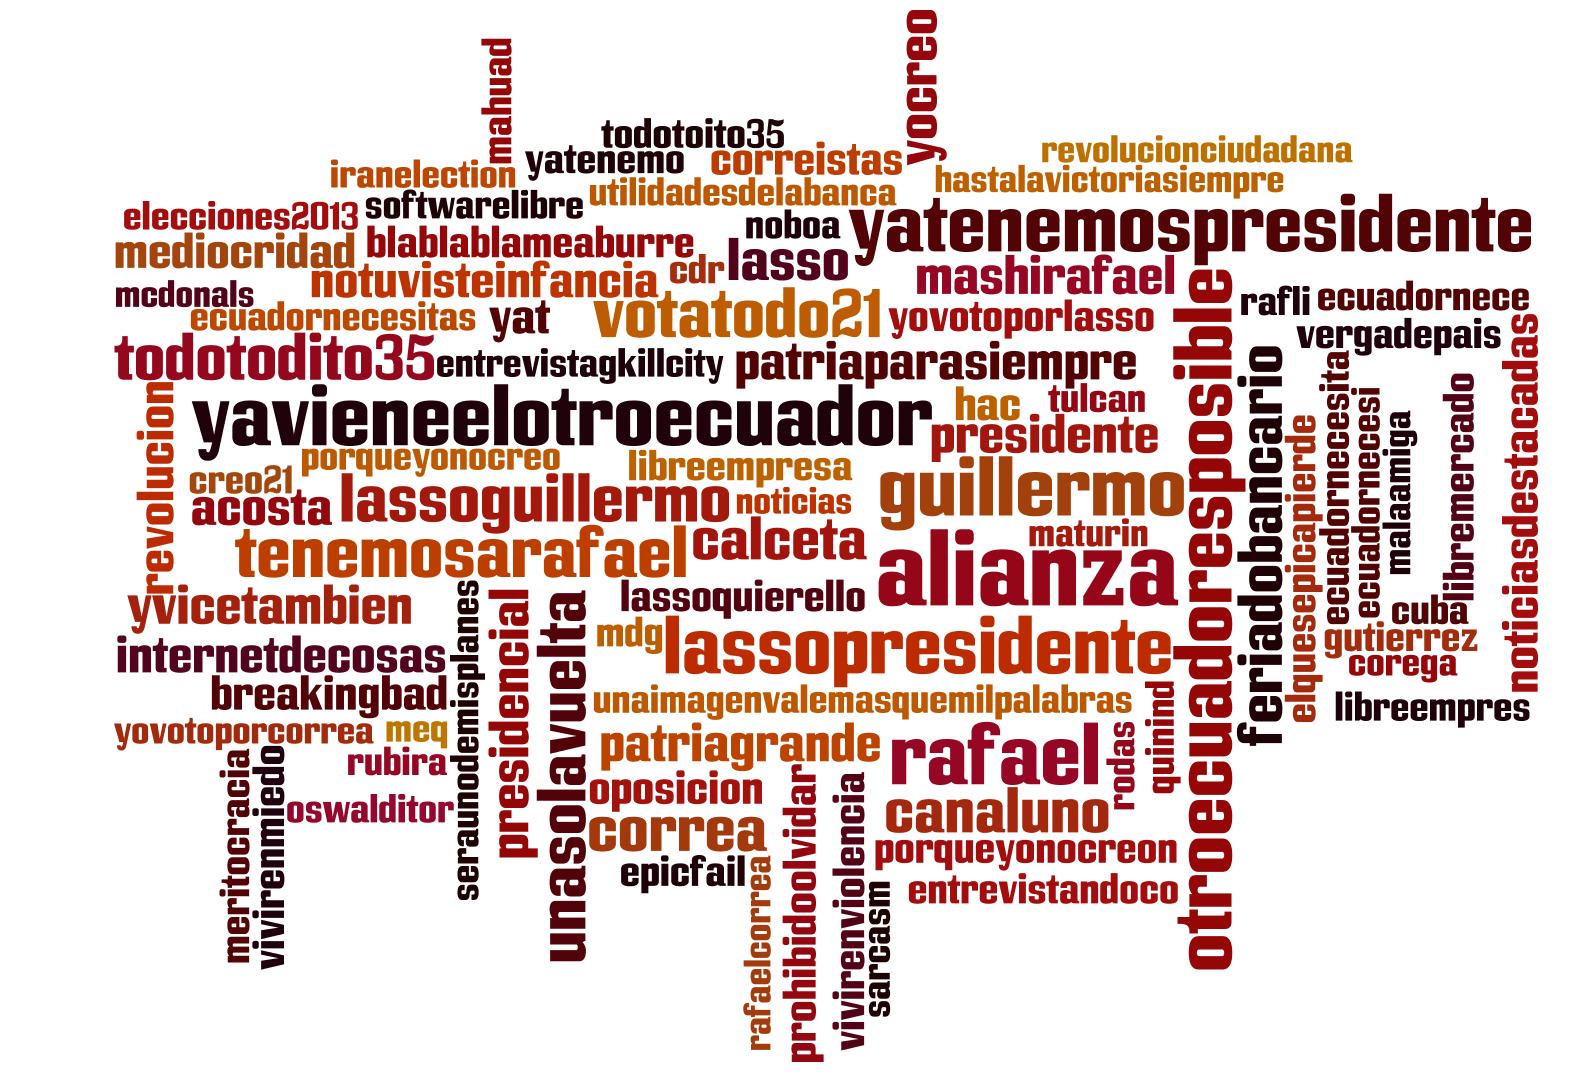 mahuad
yocreo
todotoito35
yatenemo
correistas
revolucionciudadana
iranelection
hastalavictoriasiempre
utilidadesdelabanca
softwarelibre
elecciones2013
noboa
yatenemospresidente
mediocridad
blablablameaburre
lasso
cdr
mashirafael
notuvisteinfancia
mcdonals
ecuadornecesitas
yat
votatodo21
yovotoporlasso
rafli
ecuadornece
vergadepais
todotodito35
entrevistagkillcity
patriaparasiempre
otroecuadoresposible
feriadobancario
noticiasdestacadas
revolucion
yavieneelotroecuador
hac
tulcan
presidente
porqueyonocreo
libreempresa
creo21
acosta
lassoguillermo
noticias
guillermo
elquesepicapierde
ecuadornecesita
ecuadornecesi
malaamiga
libremercado
tenemosarafael
calceta
maturin
alianza
yvicetambien
lassoquierello
cuba
mdg
lassopresidente
gutierrez
corega
internetdecosas
seraunodemisplanes
presidencial
unasolavuelta
breakingbad
unaimagenvalemasquemilpalabras
libreempres
yovotoporcorrea
meq
patriagrande
rafael
rodas
quinind
meritocracia
vivirenmiedo
rubira
oposicion
oswalditor
correa
canaluno
porqueyonocreon
epicfail
entrevistandoco
rafaelcorrea
prohibidoolvidar
vivirenviolencia
sarcasm